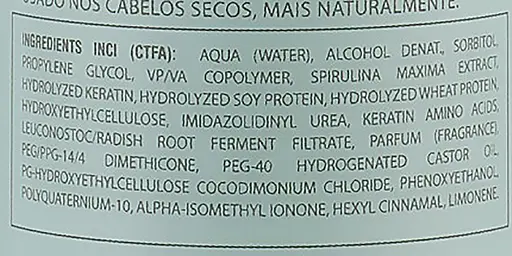 USADO NOS CABELOS SECOS, MAIS NATURALMENTE.
INGREDIENTS INCI (CTFA): AQUA (WATER), ALCOHOL DENAT., SORBITOL,
PROPYLENE GLYCOL, VP/VA COPOLYMER, SPIRULINA MAXIMA EXTRACT,
HYDROLYZED KERATIN, HYDROLYZED SOY PROTEIN, HYDROLYZED WHEAT PROTEIN,
HYDROXYETHYLCELLULOSE, IMIDAZOLIDINYL UREA, KERATIN AMINO ACIDS,
LEUCONOSTOC/RADISH ROOT FERMENT FILTRATE, PARFUM (FRAGRANCE),
PEG/PPG-14/4 DIMETHICONE, PEG-40 HYDROGENATED CASTOR OIL,
PG-HYDROXYETHYLCELLULOSE COCODIMONIUM CHLORIDE, PHENOXYETHANOL,
POLYQUATERNIUM-10, ALPHA-ISOMETHYL IONONE, HEXYL CINNAMAL, LIMONENE.